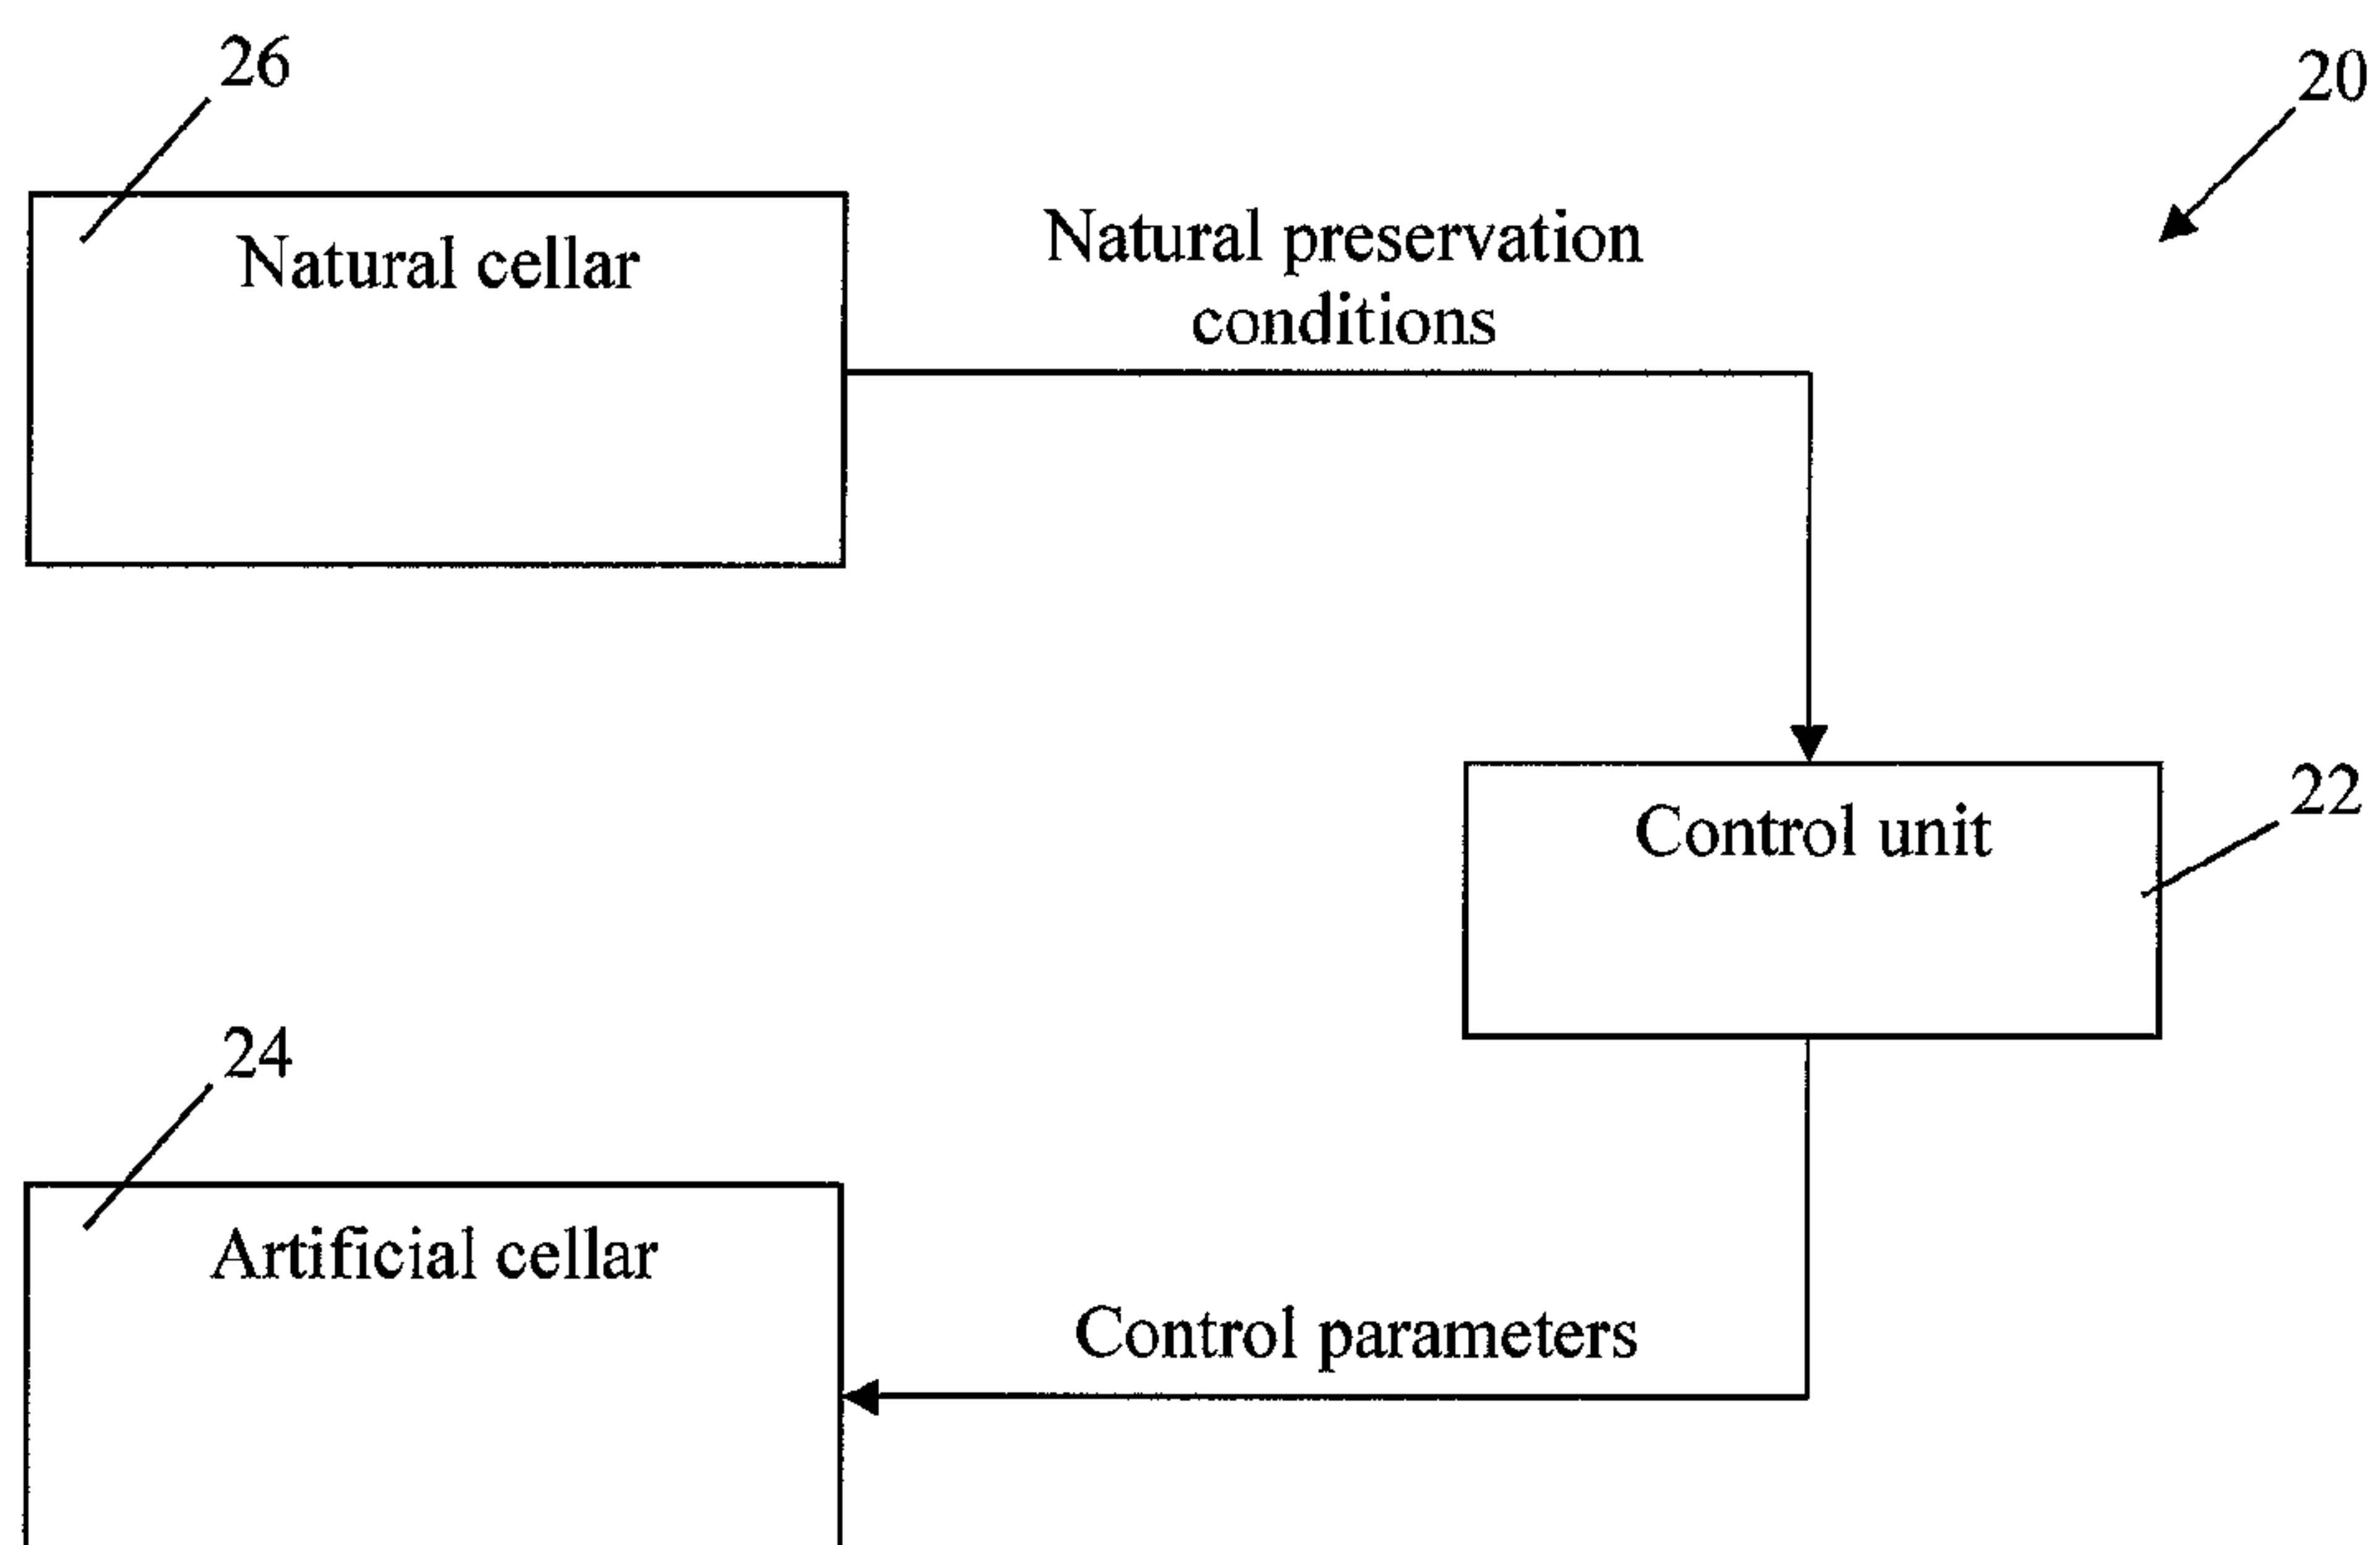 26
20
Natural cellar
Natural preservation
conditions
Control unit
22
24
Artificial cellar
Control parameters